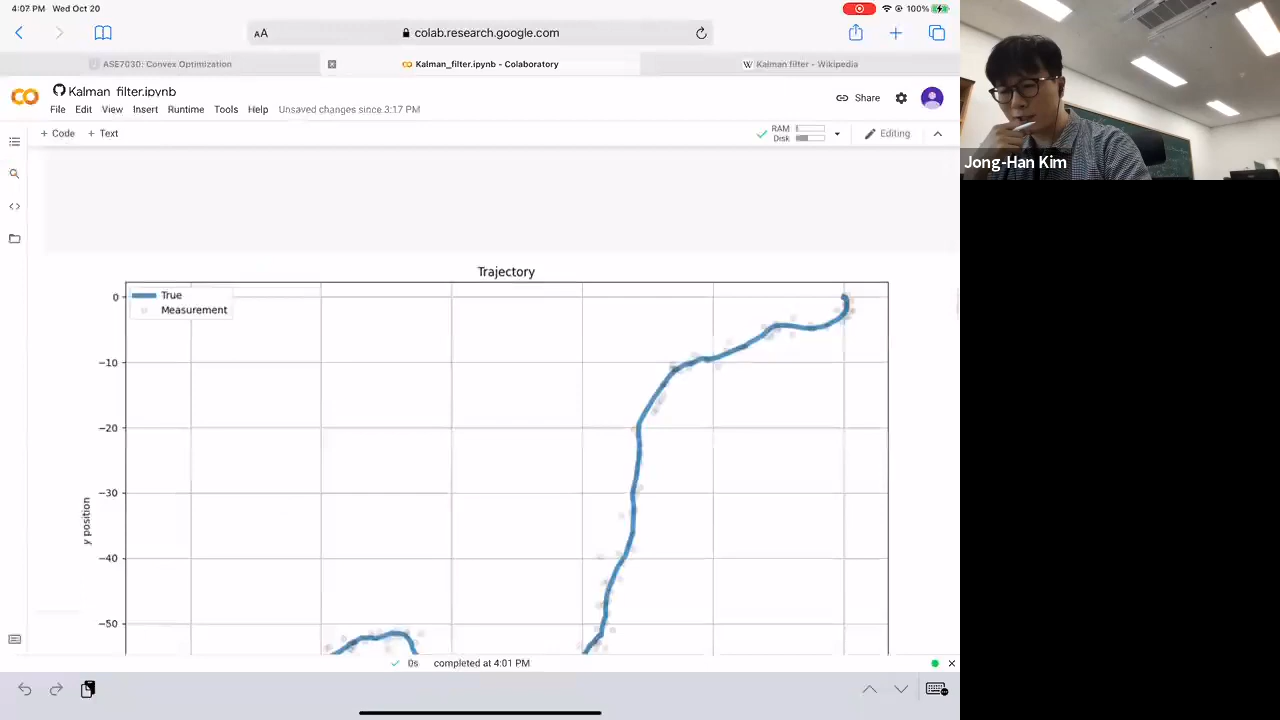 4:07 PM Wed Oct 20
100%
AA
colab.research.google.com
ASE7030: Convex Optimization
Kalman_filter.ipynb - Colaboratory
W Kalman filter - Wikipedia
Kalman_filter.ipynb
File Edit View Insert Runtime Tools Help Unsaved changes since 3:17 PM
Share
+ Code + Text
RAM
Disk
Editing
Trajectory
True
Measurement
0
−10
−20
−30
−40
−50
y position
0s completed at 4:01 PM
Jong-Han Kim